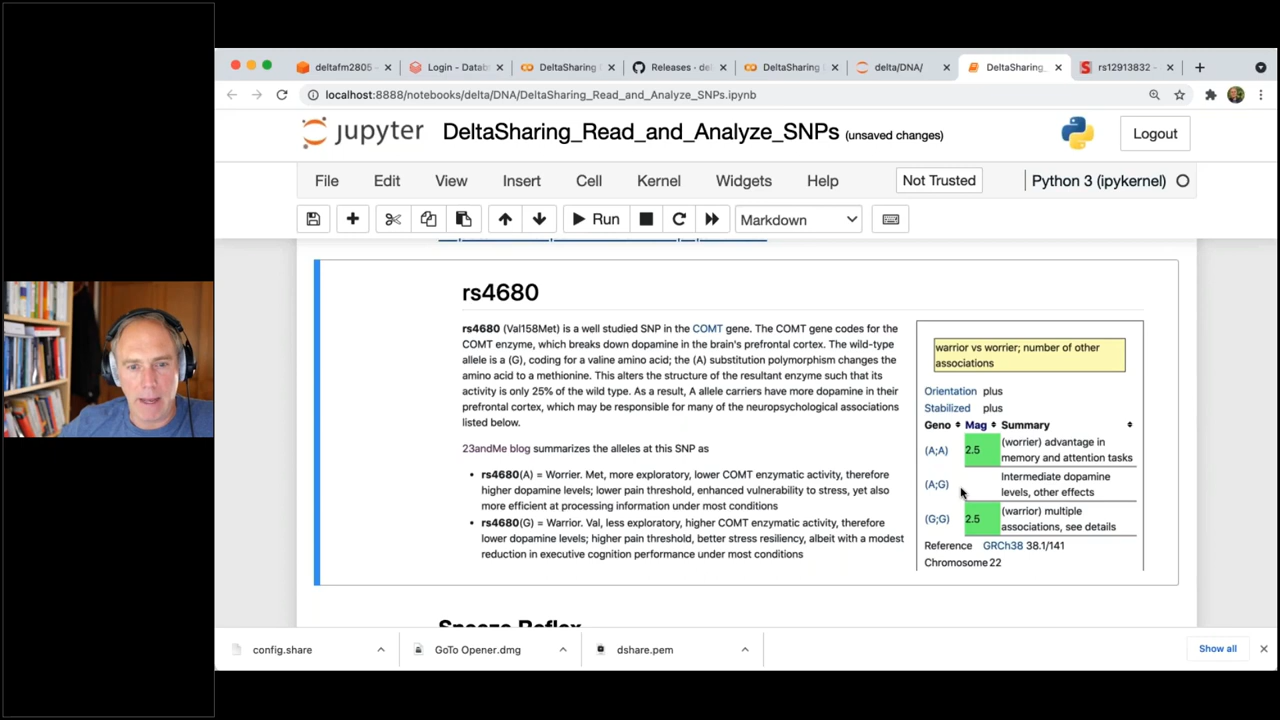 deltafm2805
Login - Datab
DeltaSharing
Releases · de
DeltaSharing
delta/DNA/
DeltaSharing_
rs12913832 -
localhost:8888/notebooks/delta/DNA/DeltaSharing_Read_and_Analyze_SNPs.ipynb
jupyter DeltaSharing_Read_and_Analyze_SNPs (unsaved changes)
Logout
File Edit View Insert Cell Kernel Widgets Help
Not Trusted
Python 3 (ipykernel)
Run
Markdown
rs4680
rs4680 (Val158Met) is a well studied SNP in the COMT gene. The COMT gene codes for the
COMT enzyme, which breaks down dopamine in the brain's prefrontal cortex. The wild-type
allele is a (G), coding for a valine amino acid; the (A) substitution polymorphism changes the
amino acid to a methionine. This alters the structure of the resultant enzyme such that its
activity is only 25% of the wild type. As a result, A allele carriers have more dopamine in their
prefrontal cortex, which may be responsible for many of the neuropsychological associations
listed below.
23andMe blog summarizes the alleles at this SNP as
• rs4680(A) = Worrier. Met, more exploratory, lower COMT enzymatic activity, therefore
higher dopamine levels; lower pain threshold, enhanced vulnerability to stress, yet also
more efficient at processing information under most conditions
• rs4680(G) = Warrior. Val, less exploratory, higher COMT enzymatic activity, therefore
lower dopamine levels; higher pain threshold, better stress resiliency, albeit with a modest
reduction in executive cognition performance under most conditions
warrior vs worrier; number of other
associations
Orientation plus
Stabilized plus
Geno Mag Summary
(A;A) 2.5 (worrier) advantage in
memory and attention tasks
(A;G) Intermediate dopamine
levels, other effects
(G;G) 2.5 (warrior) multiple
associations, see details
Reference GRCh38 38.1/141
Chromosome 22
Sneeze Reflex
config.share
GoTo Opener.dmg
dshare.pem
Show all